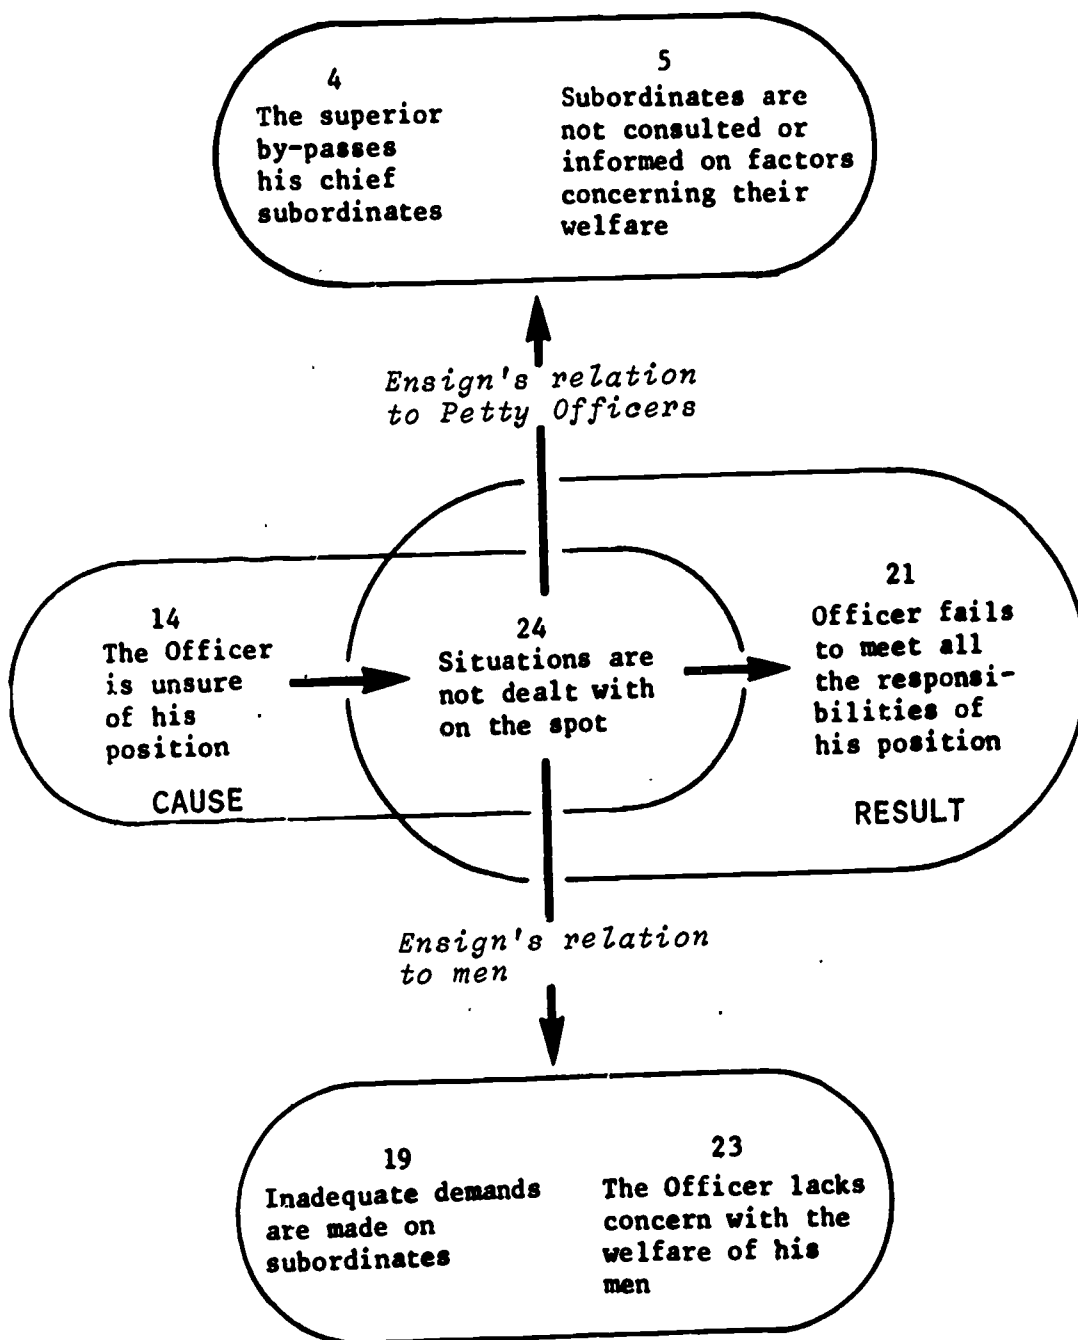 4
The superior
by-passes
his chief
subordinates
5
Subordinates are
not consulted or
informed on factors
concerning their
welfare
Ensign's relation
to Petty Officers
14
The Officer
is unsure
of his
position
CAUSE
24
Situations are
not dealt with
on the spot
21
Officer fails
to meet all
the responsi-
bilities of
his position
RESULT
Ensign's relation
to men
19
Inadequate demands
are made on
subordinates
23
The Officer lacks
concern with the
welfare of his
men